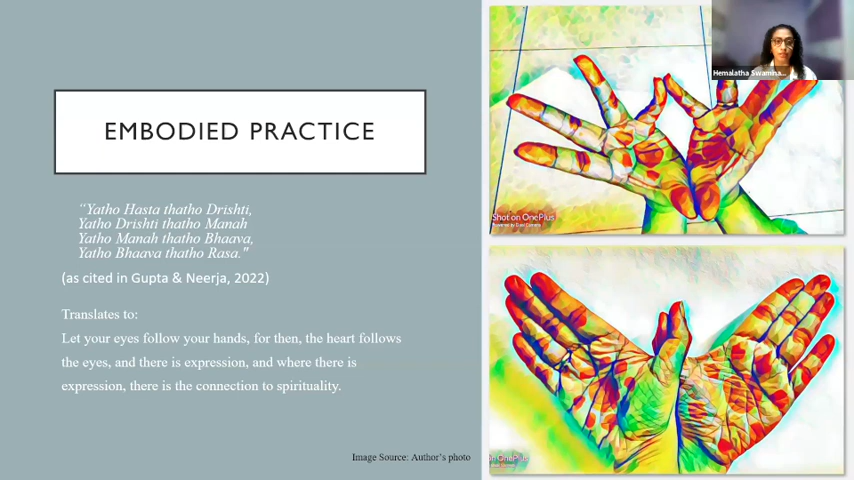 EMBODIED PRACTICE
"Yatho Hasta thatho Drishti,
Yatho Drishti thatho Manah
Yatho Manah thatho Bhaava,
Yatho Bhaava thatho Rasa."
(as cited in Gupta & Neerja, 2022)
Translates to:
Let your eyes follow your hands, for then, the heart follows
the eyes, and there is expression, and where there is
expression, there is the connection to spirituality.
Image Source: Author's photo
Hemalatha Swamina...
Shot on OnePlus
OnePlus